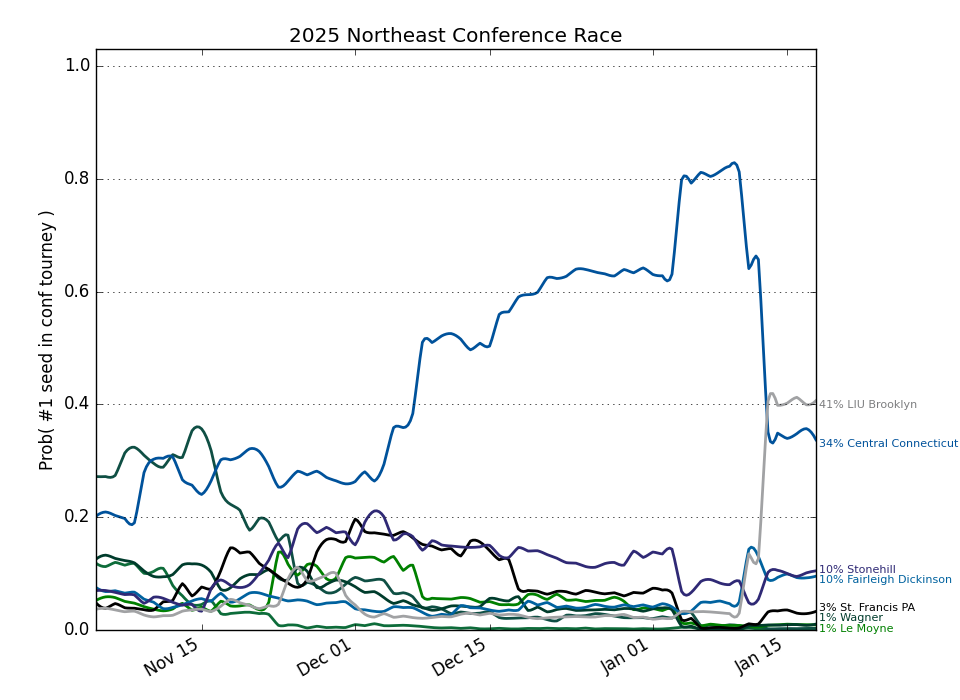 2025 Northeast Conference Race
Prob( #1 seed in conf tourney )
1.0
0.8
0.6
0.4
0.2
0.0
Nov 15
Dec 01
Dec 15
Jan 01
Jan 15
41% LIU Brooklyn
34% Central Connecticut
10% Stonehill
10% Fairleigh Dickinson
3% St. Francis PA
1% Wagner
1% Le Moyne